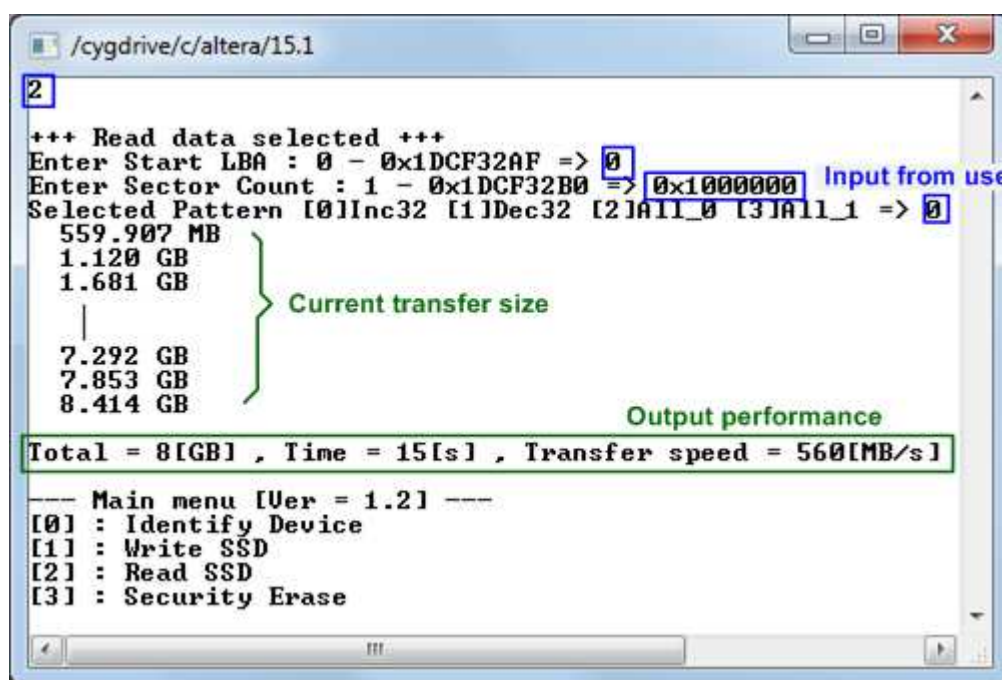 /cygdrive/c/altera/15.1
2
+++ Read data selected +++
Enter Start LBA : 0 - 0x1DCF32AF => 0
Enter Sector Count : 1 - 0x1DCF32B0 => 0x1000000 Input from use
Selected Pattern [0]Inc32 [1]Dec32 [2]All_0 [3]All_1 => 0
559.907 MB
1.120 GB
1.681 GB
Current transfer size
7.292 GB
7.853 GB
8.414 GB
Output performance
Total = 8[GB] , Time = 15[s] , Transfer speed = 560[MB/s]
--- Main menu [Ver = 1.2] ---
[0] : Identify Device
[1] : Write SSD
[2] : Read SSD
[3] : Security Erase